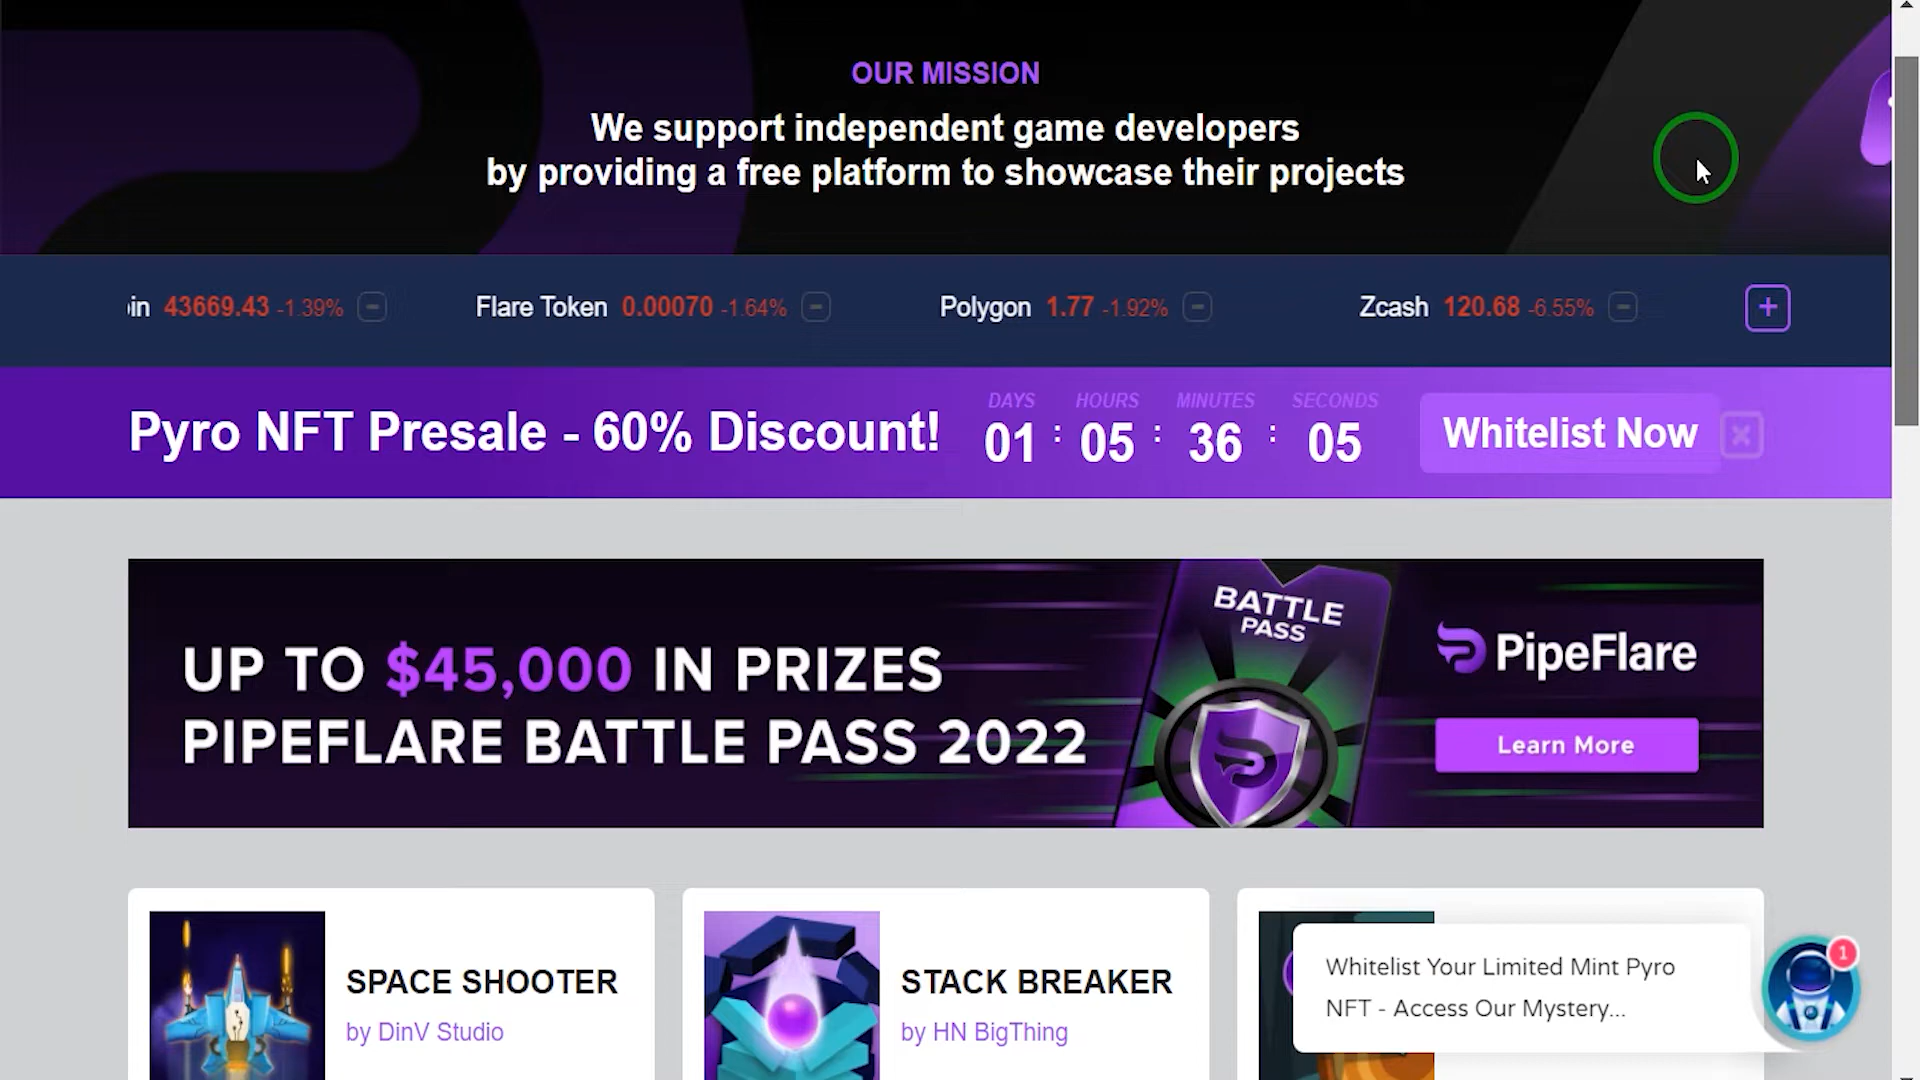 OUR MISSION
We support independent game developers
by providing a free platform to showcase their projects
in 43669.43 -1.39%
Flare Token 0.00070 -1.64%
Polygon 1.77 -1.92%
Zcash 120.68 -6.55%
Pyro NFT Presale - 60% Discount!
DAYS HOURS MINUTES SECONDS
01 : 05 : 36 : 05
Whitelist Now
UP TO $45,000 IN PRIZES
PIPEFLARE BATTLE PASS 2022
BATTLE
PASS
PipeFlare
Learn More
SPACE SHOOTER
by DinV Studio
STACK BREAKER
by HN BigThing
Whitelist Your Limited Mint Pyro
NFT - Access Our Mystery...
1